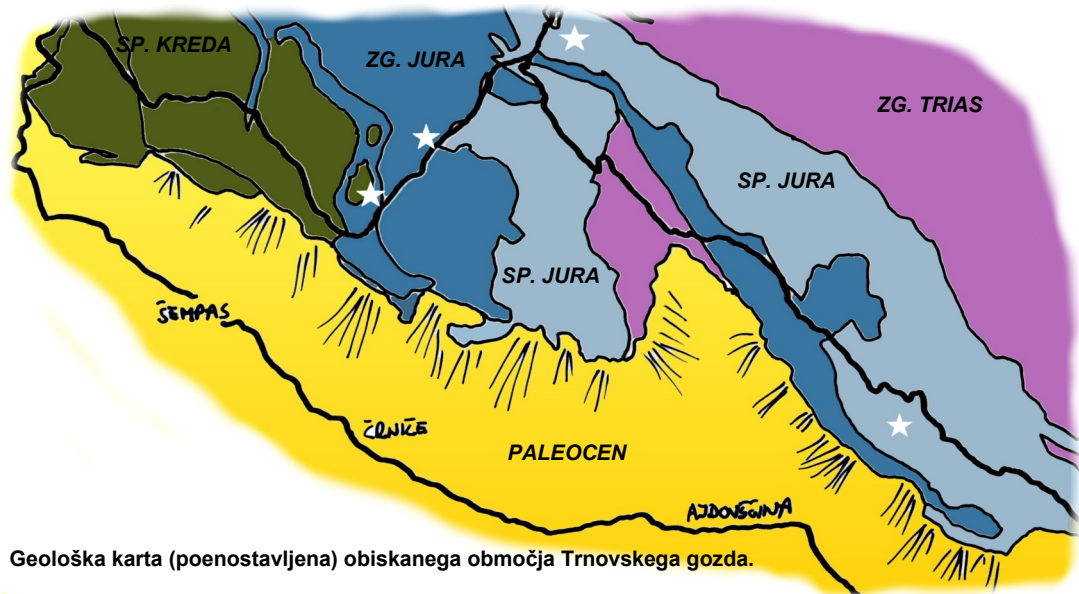 SP. KREDA
ZG. JURA
ZG. TRIAS
SP. JURA
SP. JURA
ŠEMPAS
ČRNIČE
PALEOCEN
AJDOVŠČINA
Geološka karta (poenostavljena) obiskanega območja Trnovskega gozda.